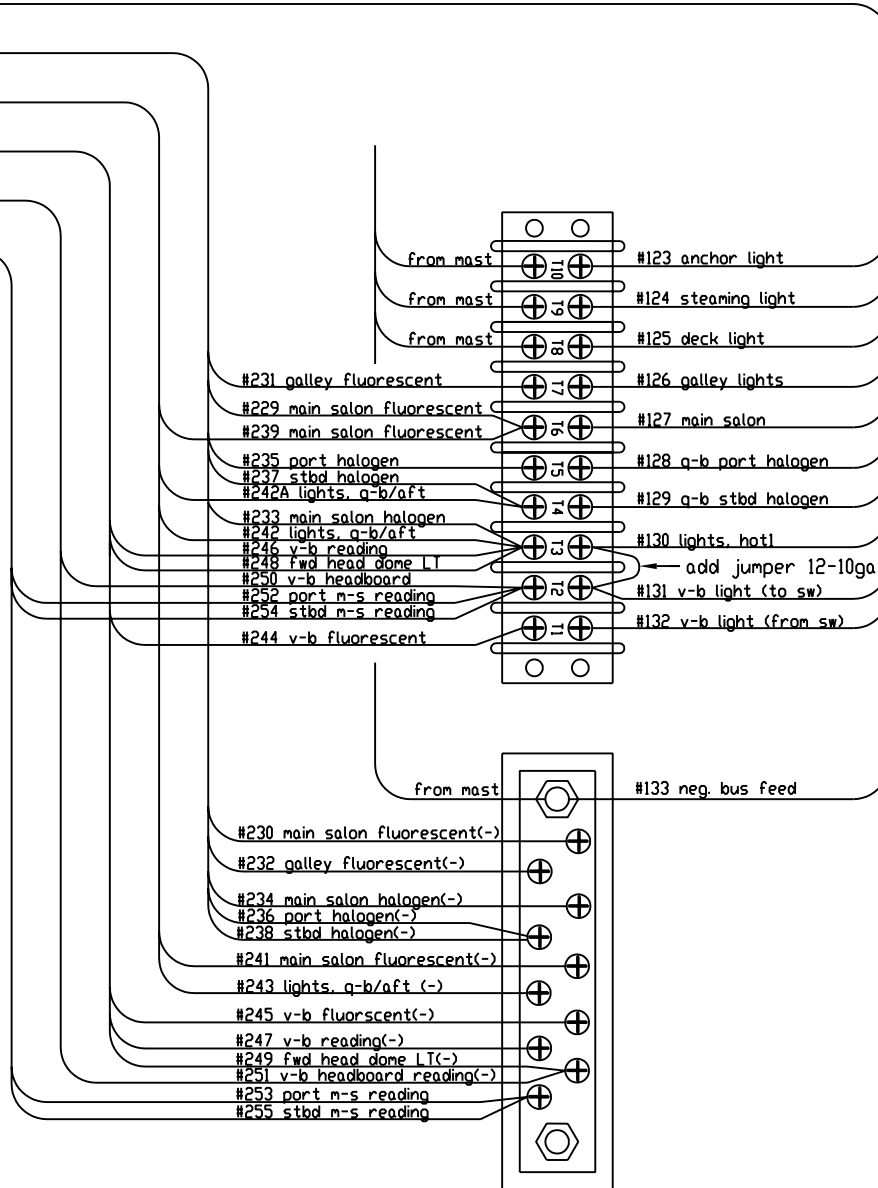 from mast T10 #123 anchor light
from mast T9 #124 steaming light
from mast T8 #125 deck light
#231 galley fluorescent T7 #126 galley lights
#229 main salon fluorescent
#239 main salon fluorescent T6 #127 main salon
#235 port halogen T5 #128 q-b port halogen
#237 stbd halogen
#242A lights, q-b/aft T4 #129 q-b stbd halogen
#233 main salon halogen
#242 lights, q-b/aft T3 #130 lights, hot1
#246 v-b reading
#248 fwd head dome LT
add jumper 12-10ga
#250 v-b headboard T2 #131 v-b light (to sw)
#252 port m-s reading
#254 stbd m-s reading
#244 v-b fluorescent T1 #132 v-b light (from sw)
from mast #133 neg. bus feed
#230 main salon fluorescent(-)
#232 galley fluorescent(-)
#234 main salon halogen(-)
#236 port halogen(-)
#238 stbd halogen(-)
#241 main salon fluorescent(-)
#243 lights, q-b/aft (-)
#245 v-b fluorscent(-)
#247 v-b reading(-)
#249 fwd head dome LT(-)
#251 v-b headboard reading(-)
#253 port m-s reading
#255 stbd m-s reading